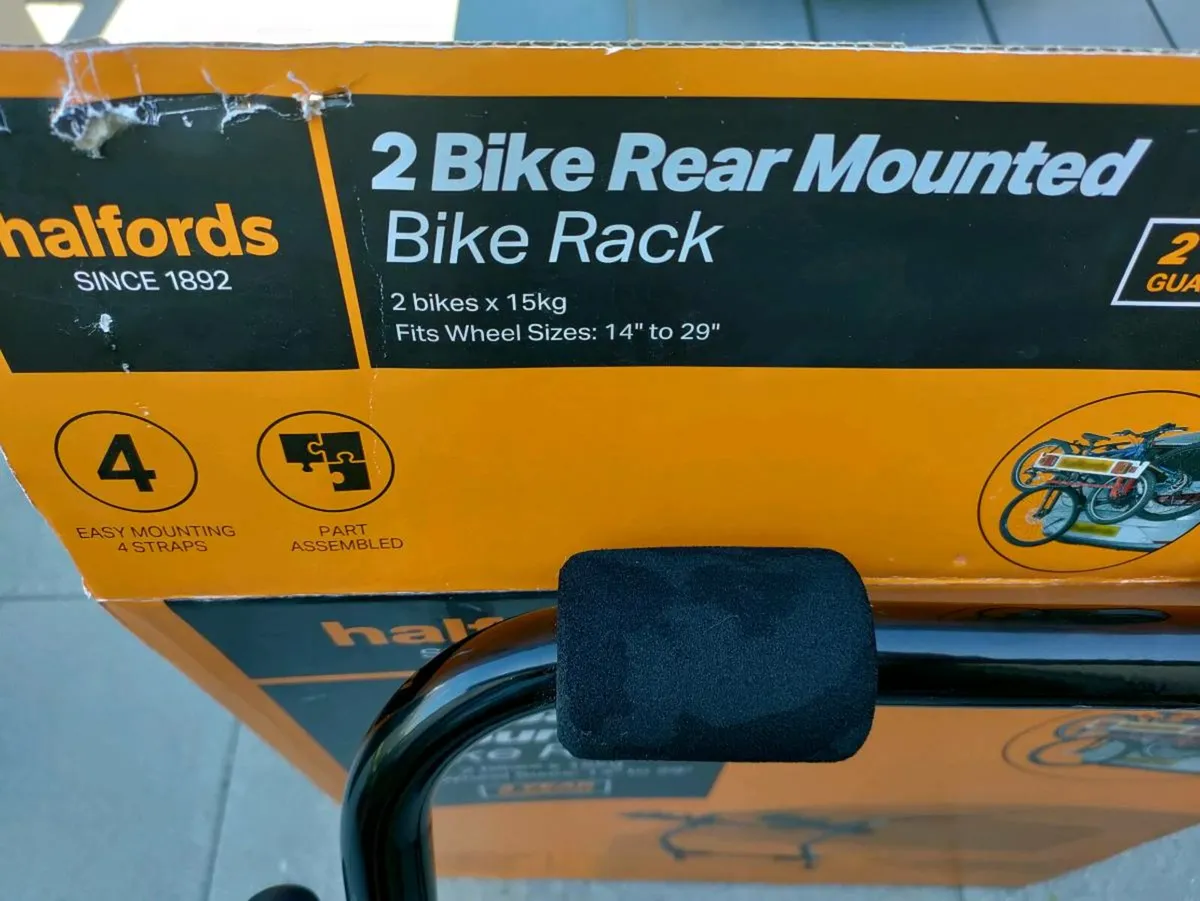 halfords
SINCE 1892
2 Bike Rear Mounted
Bike Rack
2 bikes x 15kg
Fits Wheel Sizes: 14" to 29"
2
GUA
4
EASY MOUNTING
4 STRAPS
PART
ASSEMBLED
half